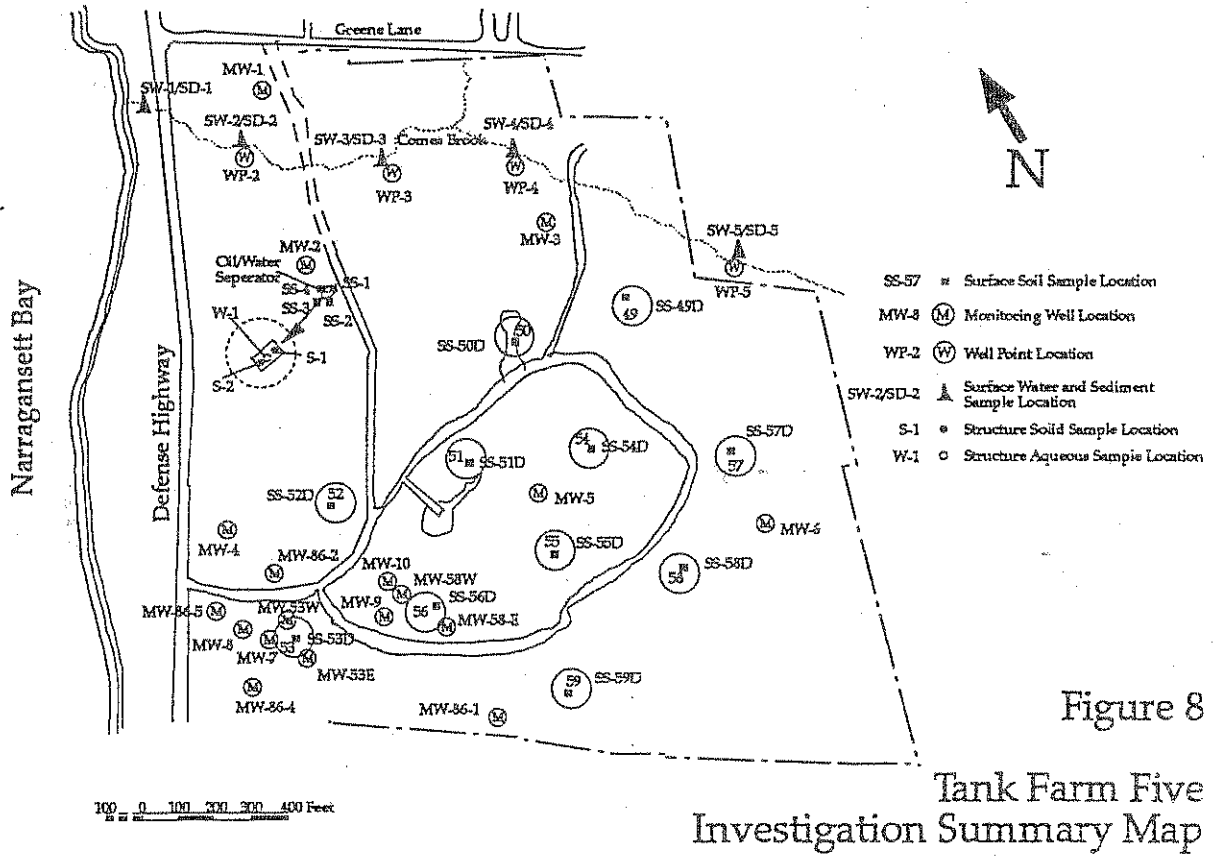 Greene Lane
MW-1
SW-1/SD-1
SW-2/SD-2
WP-2
SW-3/SD-3
Comes Brook
WP-3
SW-4/SD-4
WP-4
MW-3
N
SW-5/SD-5
WP-5
MW-2
Oil/Water
Seperator
SS-4
SS-1
SS-3
SS-2
W-1
S-1
S-2
49
SS-49D
50
SS-50D
Narragansett Bay
Defense Highway
SS-57 Surface Soil Sample Location
MW-8 M Monitoring Well Location
WP-2 W Well Point Location
SW-2/SD-2 Surface Water and Sediment
Sample Location
S-1 Structure Soild Sample Location
W-1 Structure Aqueous Sample Location
51
SS-51D
54
SS-54D
SS-57D
57
SS-52D
52
MW-5
MW-6
MW-4
55
SS-55D
MW-86-2
MW-10
MW-58W
SS-56D
58
SS-58D
MW-86-5
MW-53W
MW-9
56
MW-58-E
MW-8
MW-7
53
SS-53D
MW-53E
MW-86-4
59
SS-59D
MW-86-1
Figure 8
Tank Farm Five
Investigation Summary Map
100 0 100 200 300 400 Feet